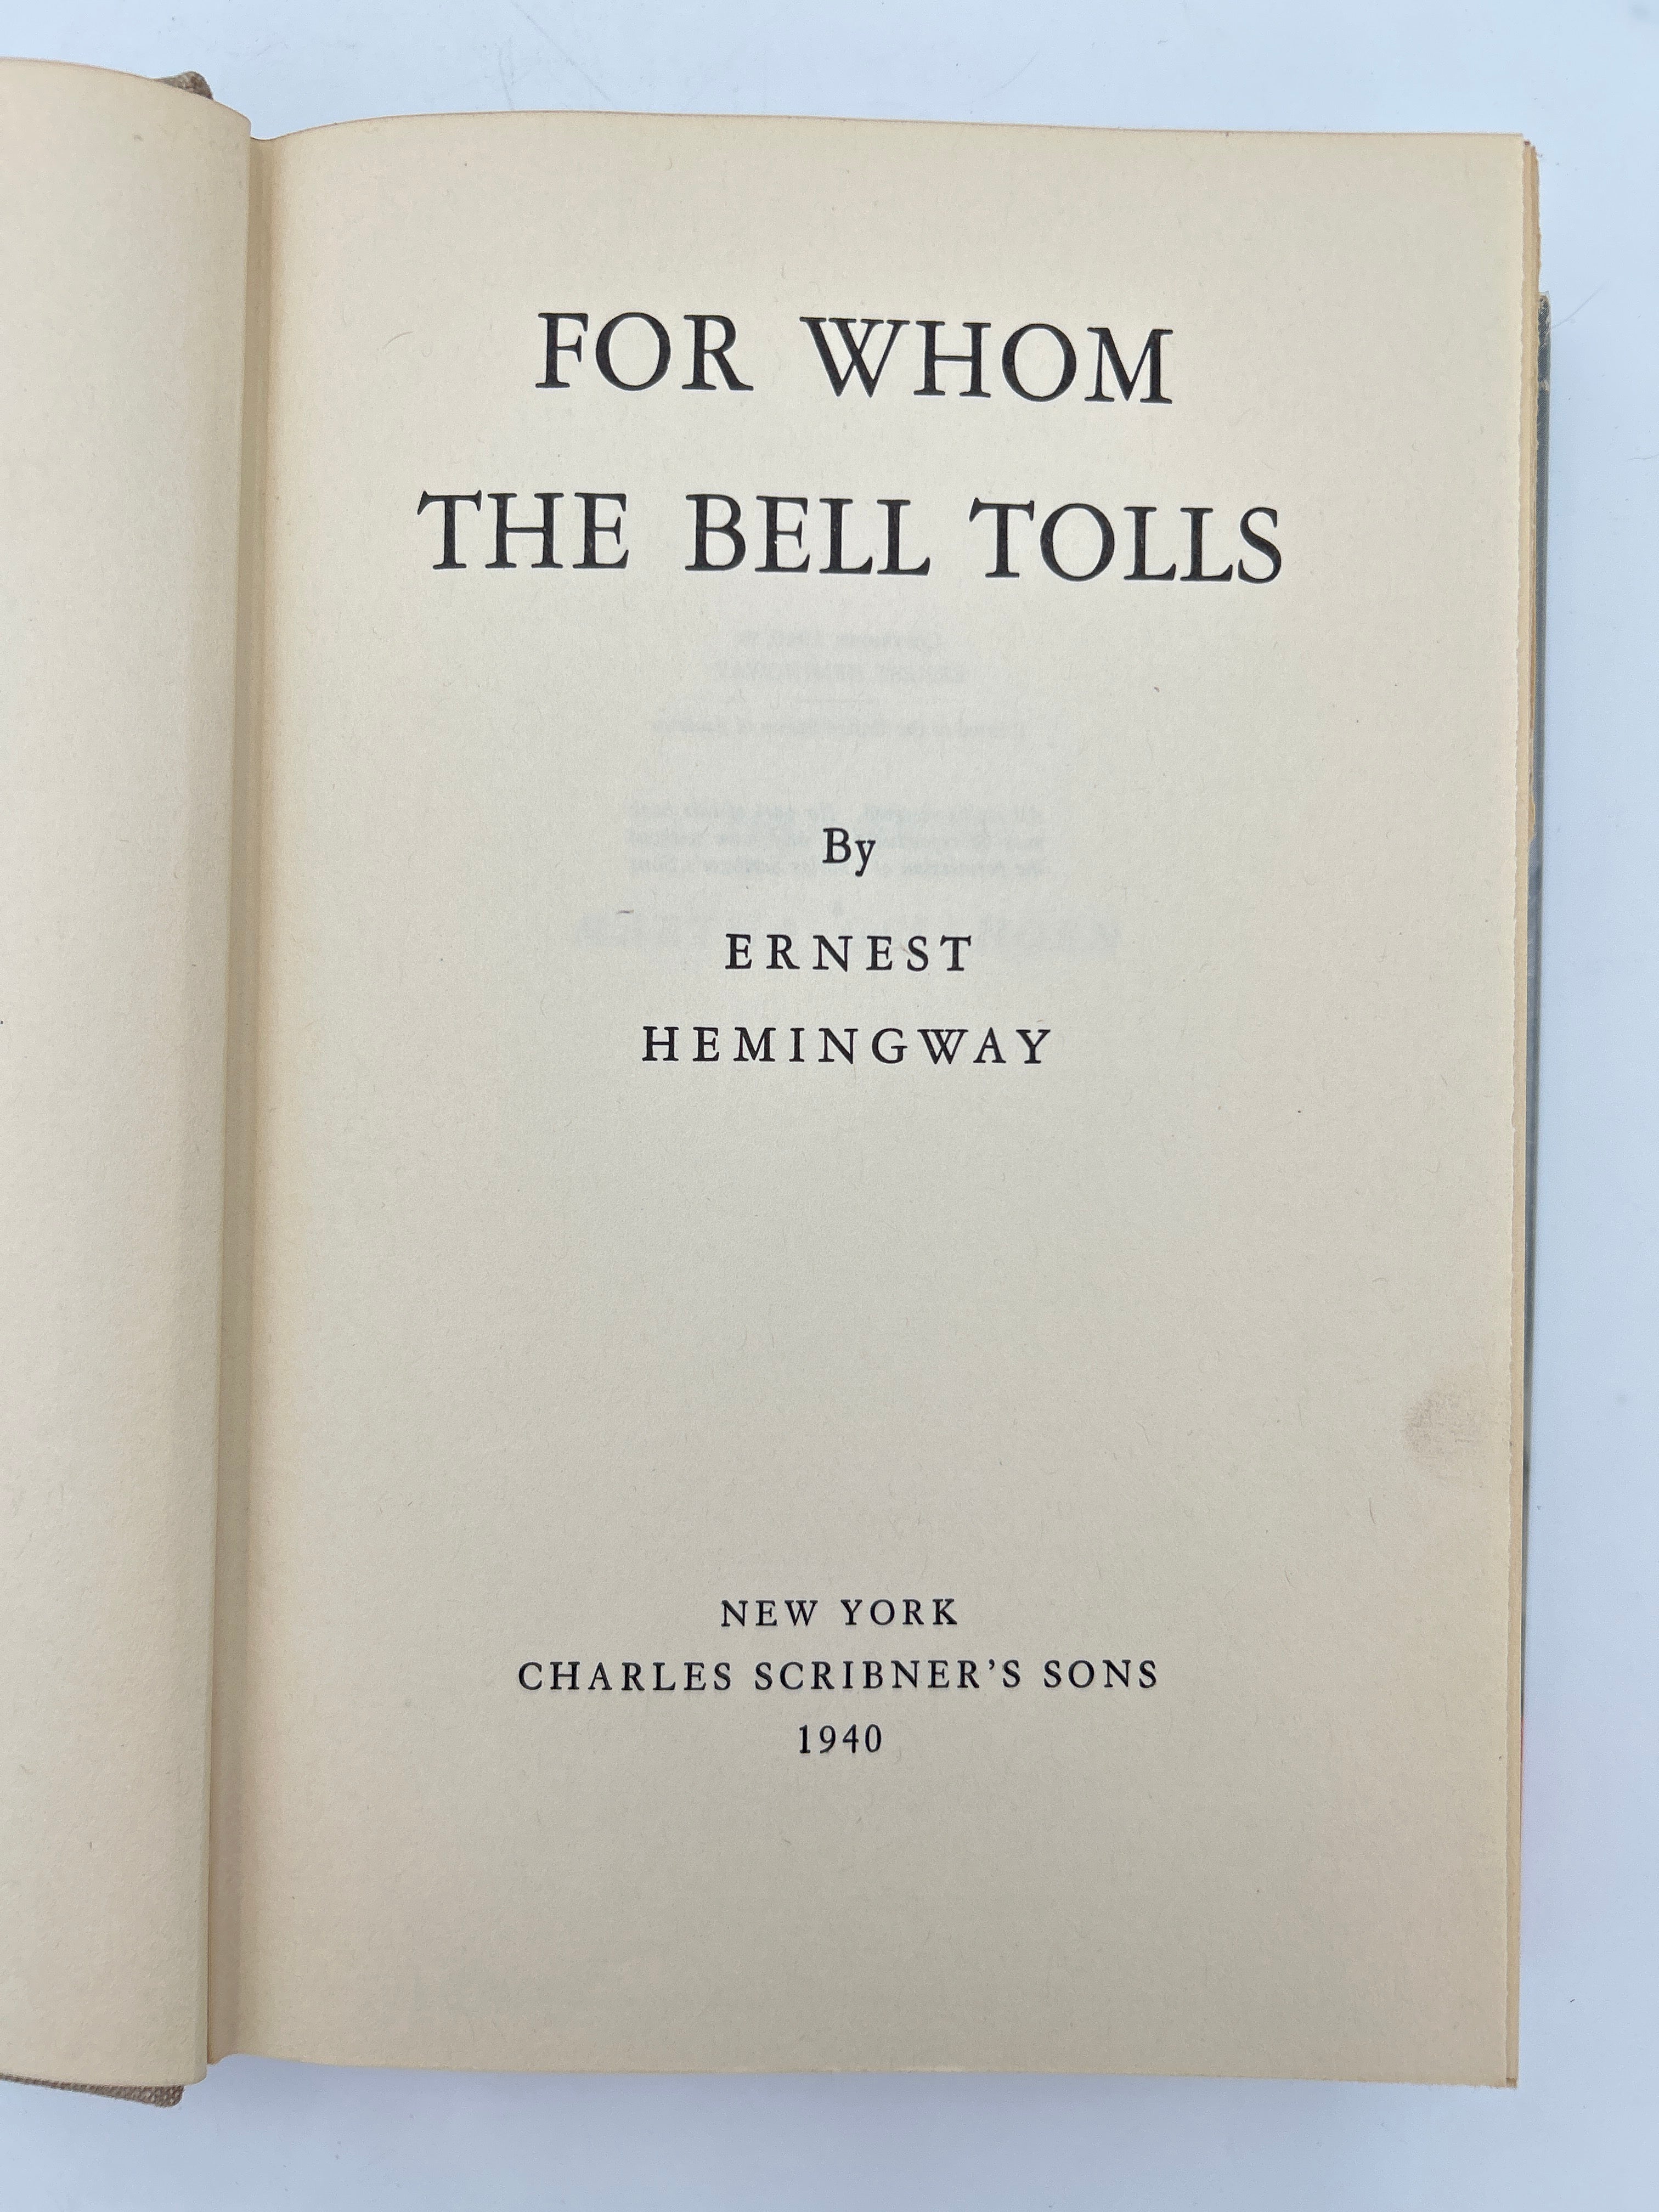 FOR WHOM
THE BELL TOLLS
By
ERNEST
HEMINGWAY
NEW YORK
CHARLES SCRIBNER'S SONS
1940